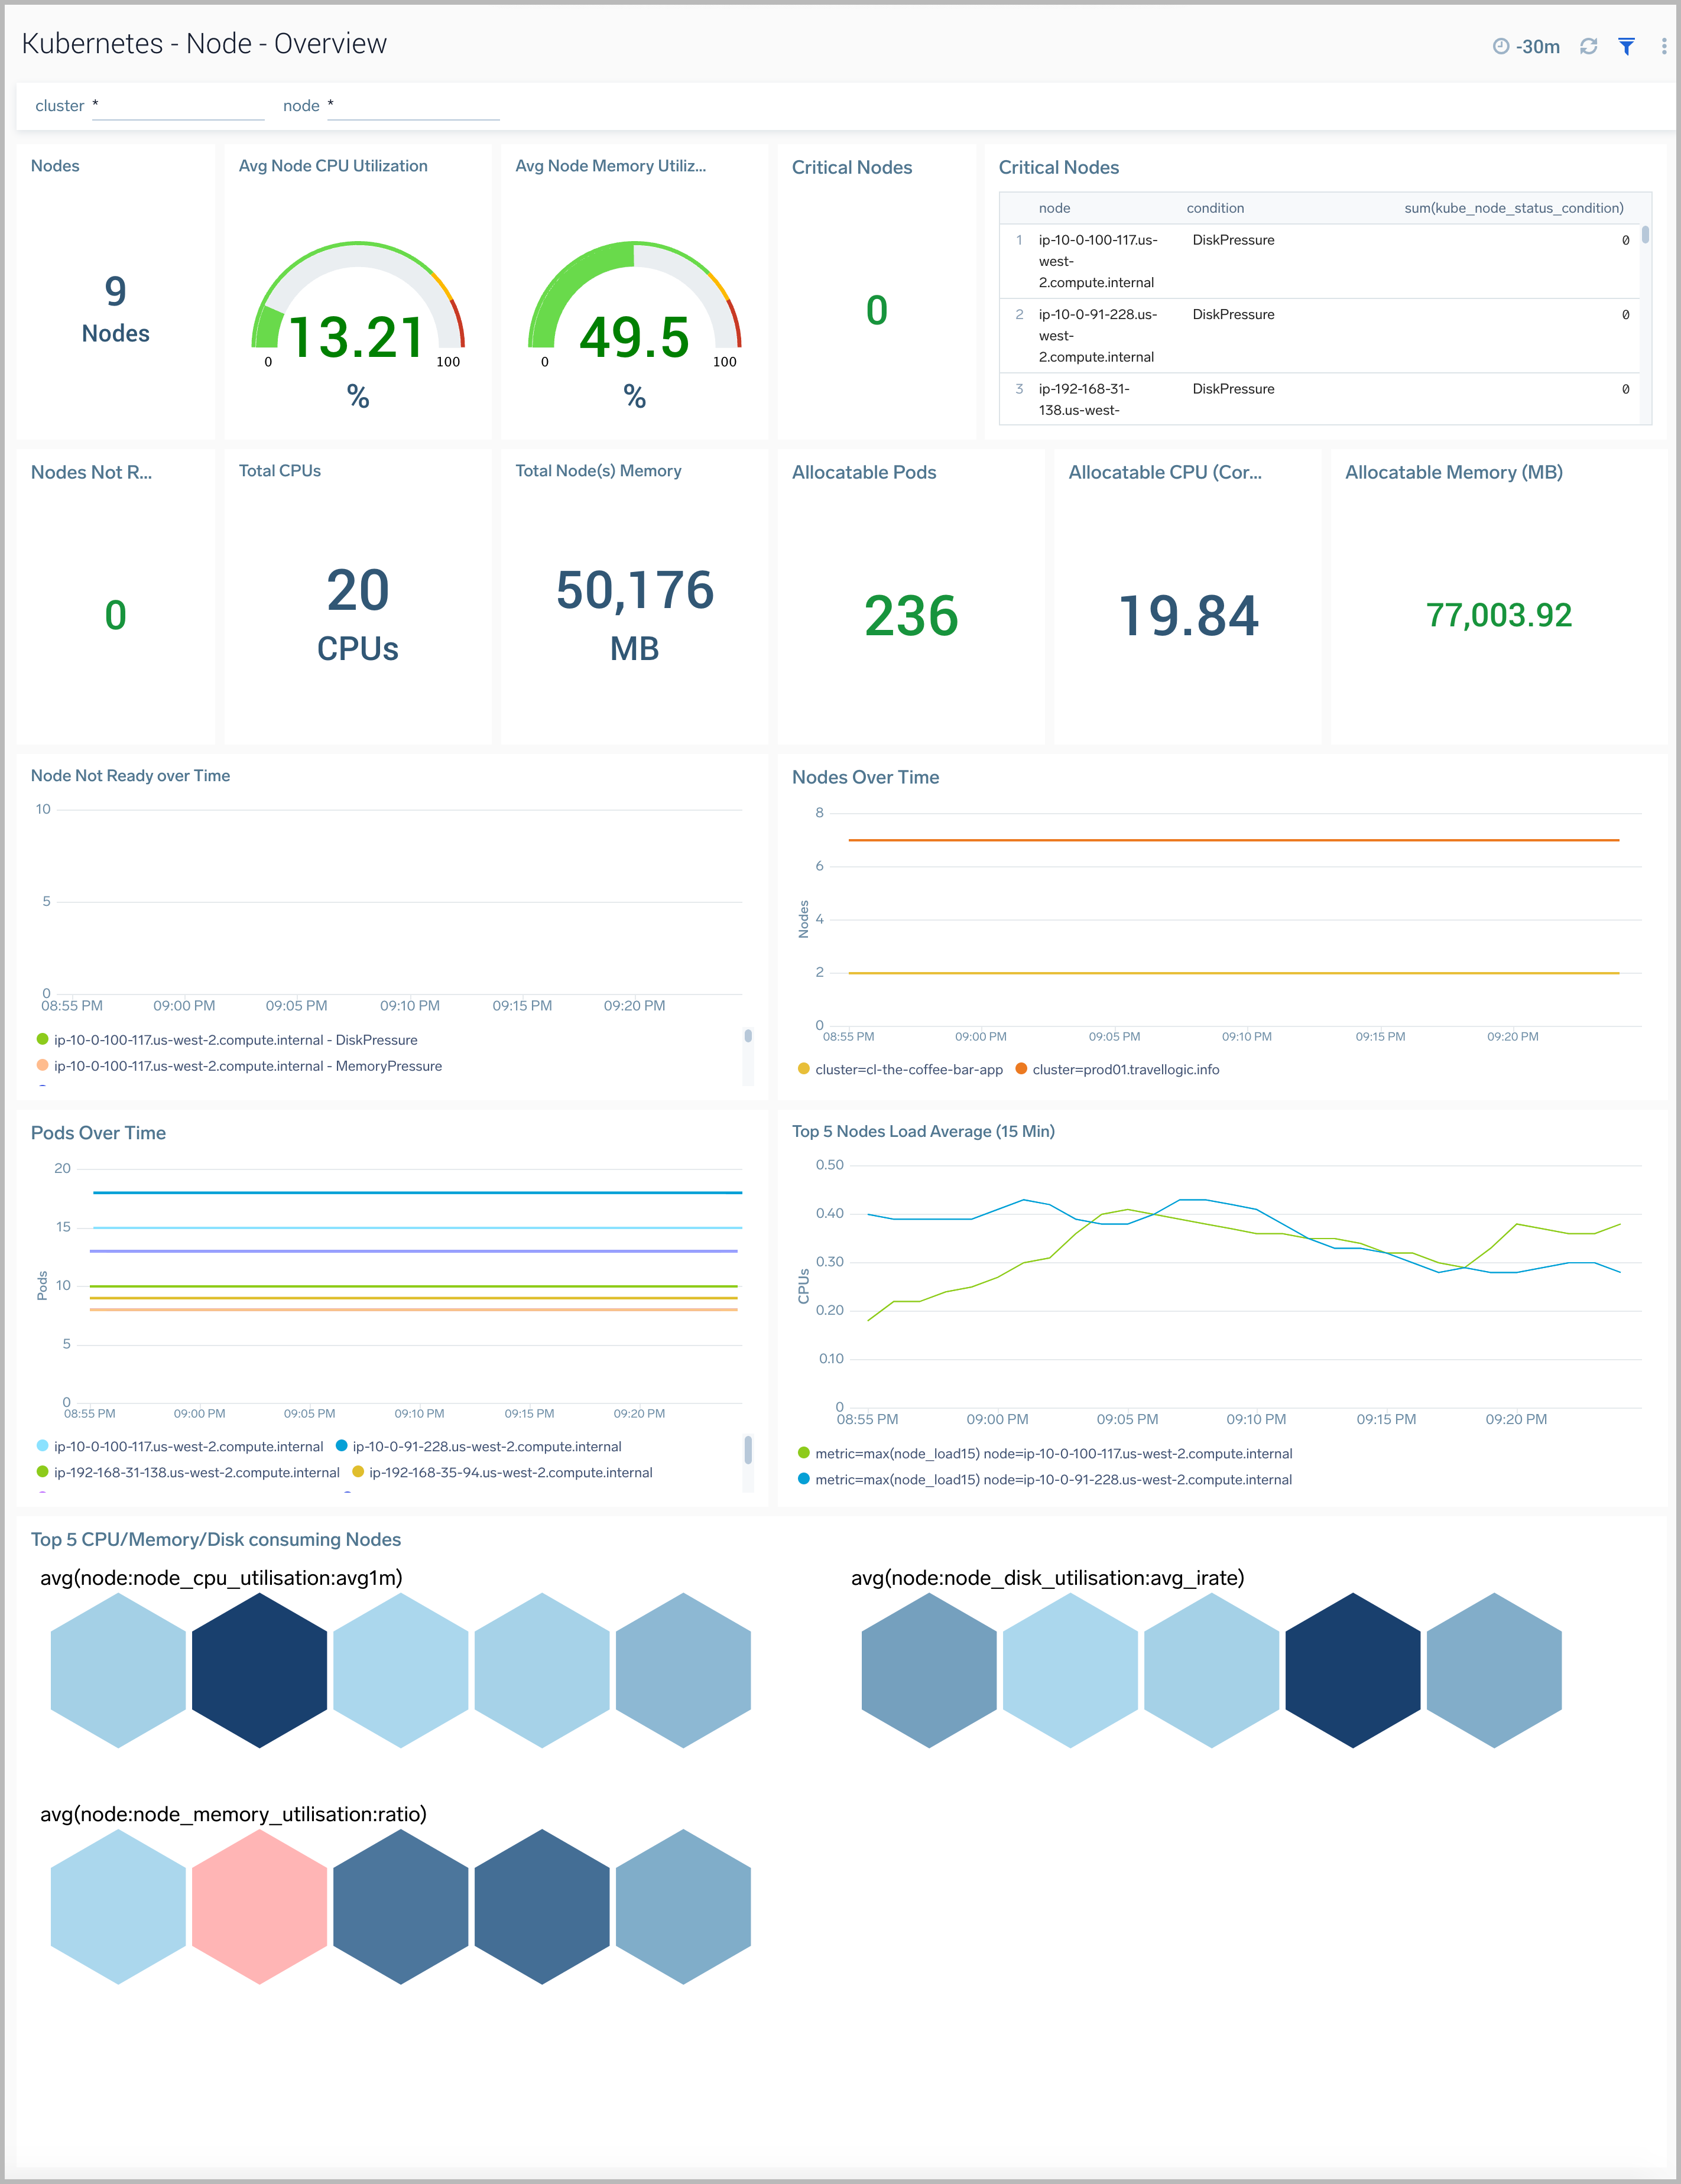 Kubernetes - Node - Overview
-30m
cluster *
node *
Nodes
9
Nodes
Avg Node CPU Utilization
13.21
0
100
%
Avg Node Memory Utiliz...
49.5
0
100
%
Critical Nodes
0
Critical Nodes
node condition sum(kube_node_status_condition)
1 ip-10-0-100-117.us- DiskPressure 0
west-
2.compute.internal
2 ip-10-0-91-228.us- DiskPressure 0
west-
2.compute.internal
3 ip-192-168-31- DiskPressure 0
138.us-west-
Nodes Not R...
0
Total CPUs
20
CPUs
Total Node(s) Memory
50,176
MB
Allocatable Pods
236
Allocatable CPU (Cor...
19.84
Allocatable Memory (MB)
77,003.92
Node Not Ready over Time
10
5
0
08:55 PM 09:00 PM 09:05 PM 09:10 PM 09:15 PM 09:20 PM
ip-10-0-100-117.us-west-2.compute.internal - DiskPressure
ip-10-0-100-117.us-west-2.compute.internal - MemoryPressure
Nodes Over Time
8
6
4
2
0
Nodes
08:55 PM 09:00 PM 09:05 PM 09:10 PM 09:15 PM 09:20 PM
cluster=cl-the-coffee-bar-app cluster=prod01.travellogic.info
Pods Over Time
20
15
10
5
0
Pods
08:55 PM 09:00 PM 09:05 PM 09:10 PM 09:15 PM 09:20 PM
ip-10-0-100-117.us-west-2.compute.internal ip-10-0-91-228.us-west-2.compute.internal
ip-192-168-31-138.us-west-2.compute.internal ip-192-168-35-94.us-west-2.compute.internal
Top 5 Nodes Load Average (15 Min)
0.50
0.40
0.30
0.20
0.10
0
CPUs
08:55 PM 09:00 PM 09:05 PM 09:10 PM 09:15 PM 09:20 PM
metric=max(node_load15) node=ip-10-0-100-117.us-west-2.compute.internal
metric=max(node_load15) node=ip-10-0-91-228.us-west-2.compute.internal
Top 5 CPU/Memory/Disk consuming Nodes
avg(node:node_cpu_utilisation:avg1m)
avg(node:node_disk_utilisation:avg_irate)
avg(node:node_memory_utilisation:ratio)